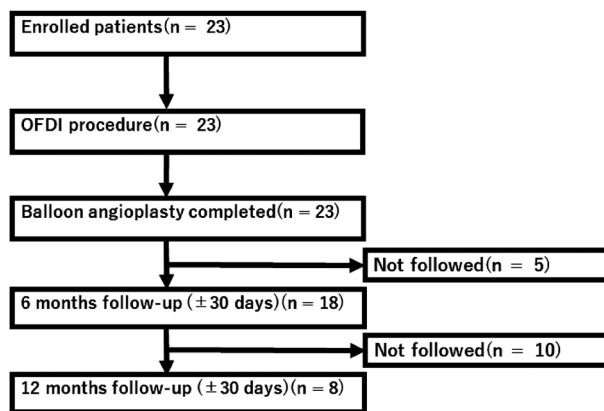 Enrolled patients(n = 23)
OFDI procedure(n = 23)
Balloon angioplasty completed(n = 23)
Not followed(n = 5)
6 months follow-up (±30 days)(n = 18)
Not followed(n = 10)
12 months follow-up (±30 days)(n = 8)